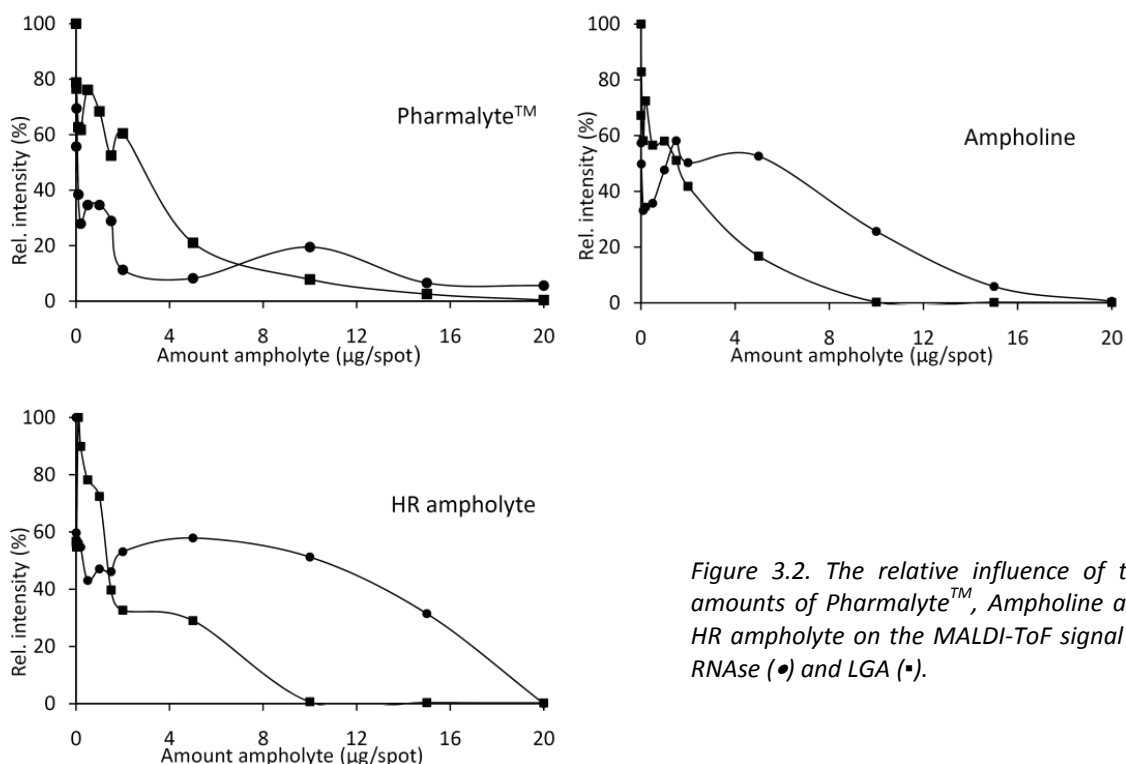 100
80
60
40
20
0
Rel. intensity (%)
Pharmalyte™
0 4 8 12 16 20
Amount ampholyte (µg/spot)
100
80
60
40
20
0
Rel. intensity (%)
Ampholine
0 4 8 12 16 20
Amount ampholyte (µg/spot)
100
80
60
40
20
0
Rel. intensity (%)
HR ampholyte
0 4 8 12 16 20
Amount ampholyte (µg/spot)
Figure 3.2. The relative influence of t
amounts of Pharmalyte™, Ampholine a
HR ampholyte on the MALDI-ToF signal
RNAse (●) and LGA (▪).